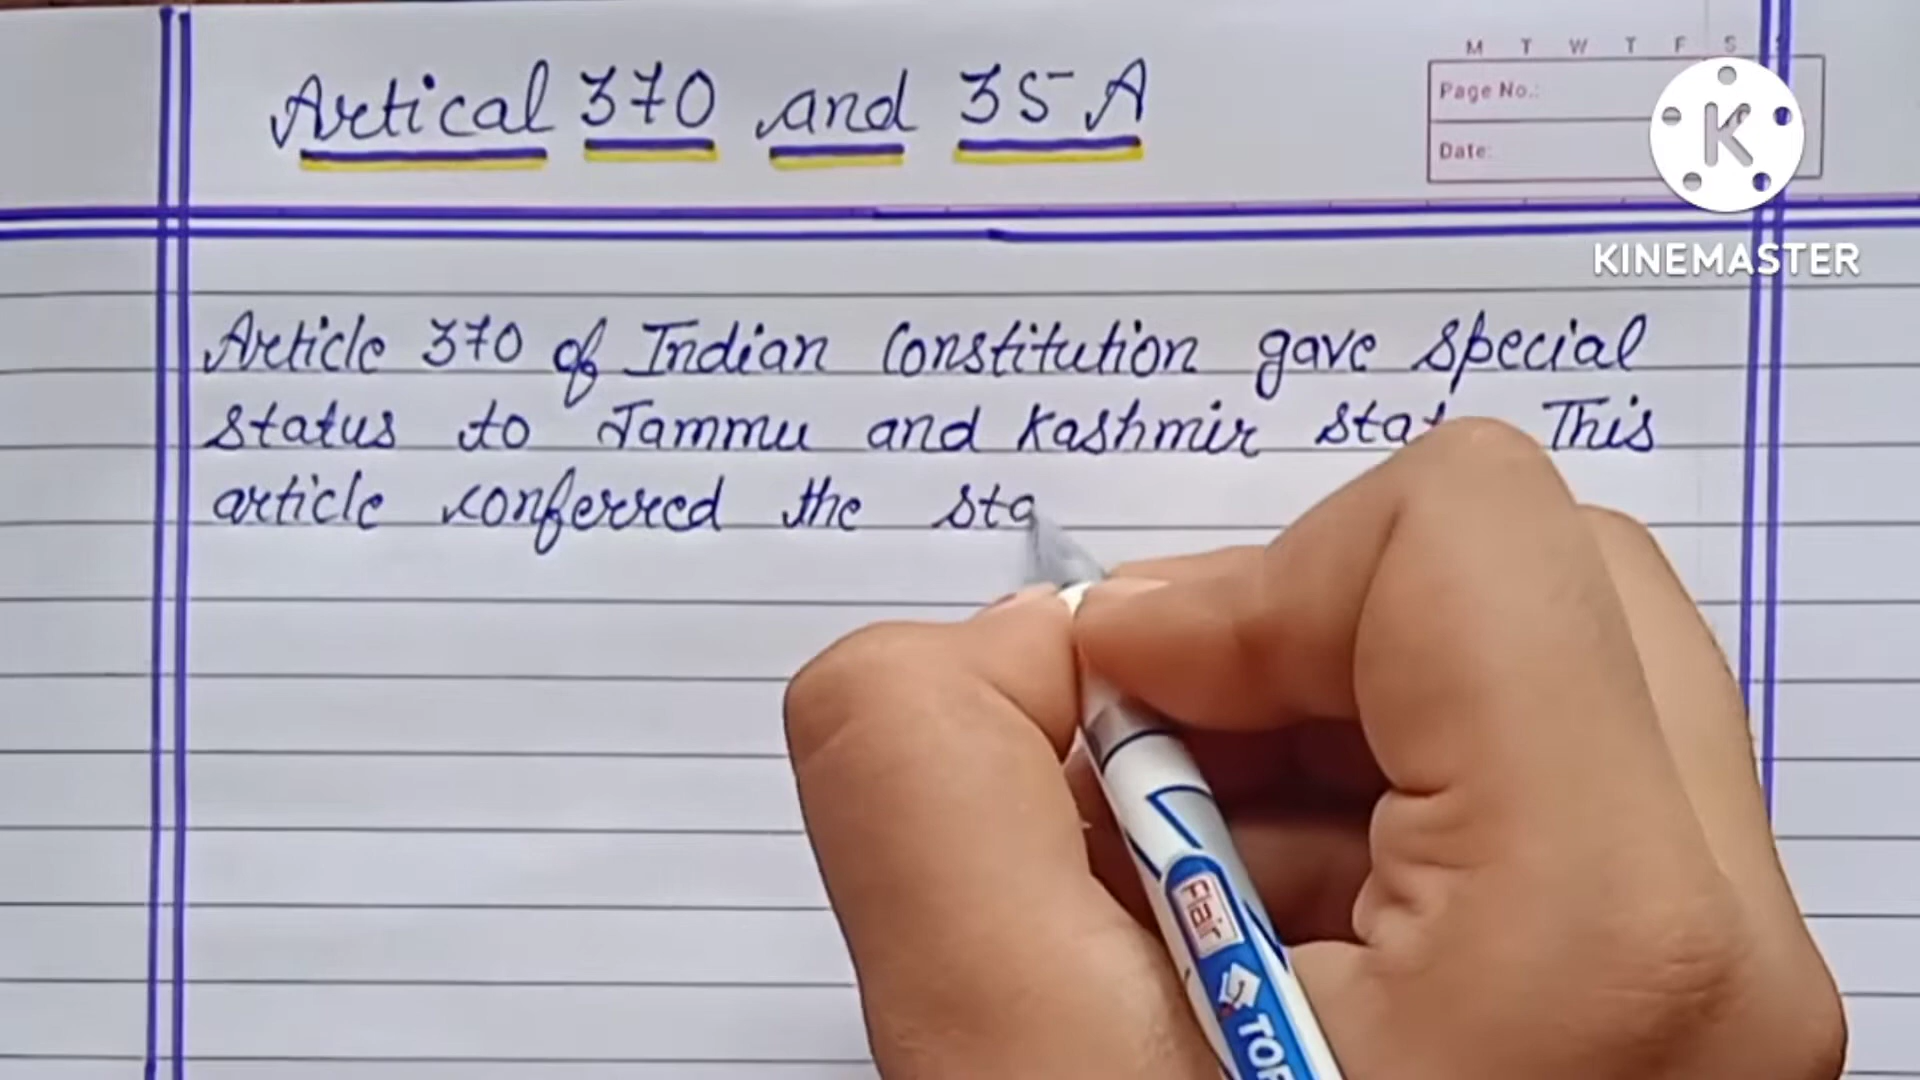 Artical 370 and 35 A
M T W T F S
Page No.:
Date:
K
KINEMASTER
Article 370 of Indian Constitution gave special
status to Jammu and Kashmir This
article conferred the